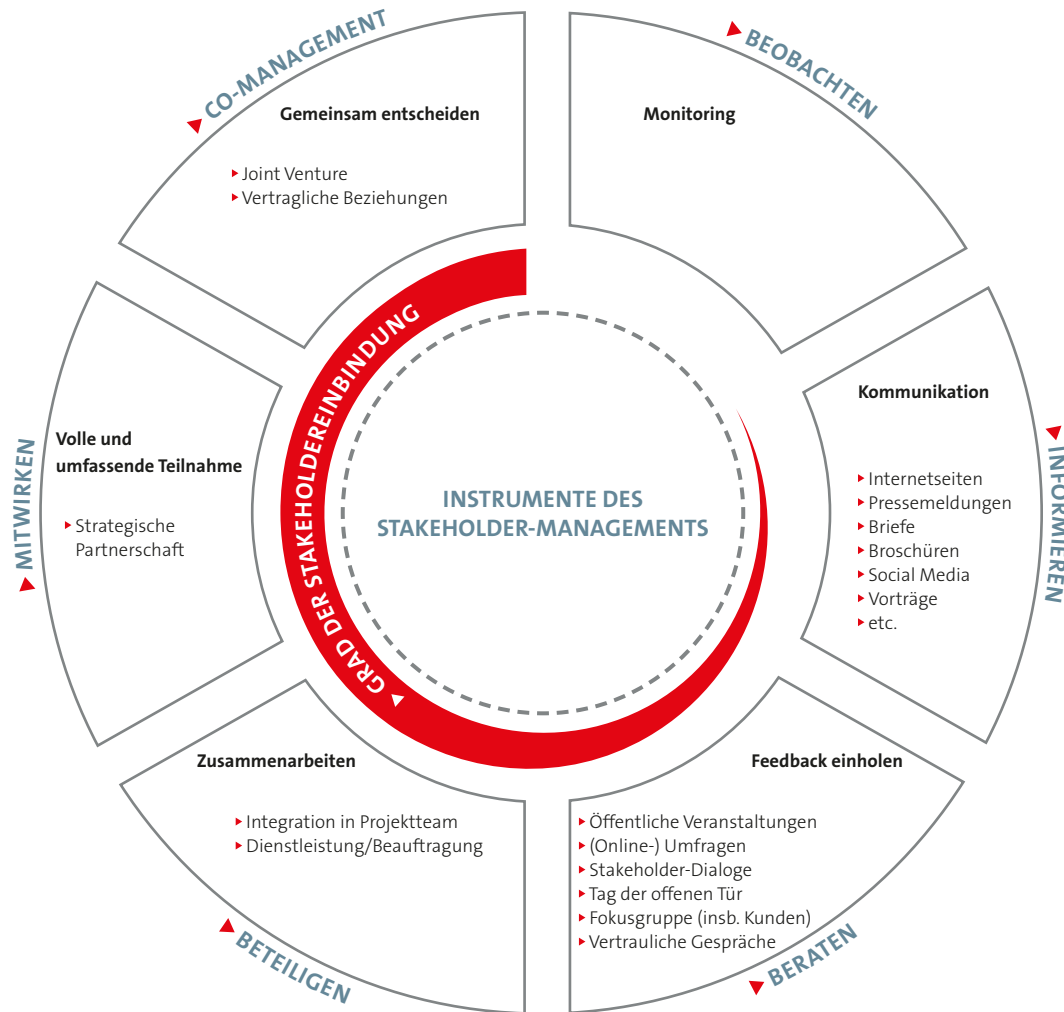 INSTRUMENTE DES
STAKEHOLDER-MANAGEMENTS
GRAD DER STAKEHOLDEREINBINDUNG
BEOBACHTEN
Monitoring
INFORMIEREN
Kommunikation
Internetseiten
Pressemeldungen
Briefe
Broschüren
Social Media
Vorträge
etc.
BERATEN
Feedback einholen
Öffentliche Veranstaltungen
(Online-) Umfragen
Stakeholder-Dialoge
Tag der offenen Tür
Fokusgruppe (insb. Kunden)
Vertrauliche Gespräche
BETEILIGEN
Zusammenarbeiten
Integration in Projektteam
Dienstleistung/Beauftragung
MITWIRKEN
Volle und
umfassende Teilnahme
Strategische
Partnerschaft
CO-MANAGEMENT
Gemeinsam entscheiden
Joint Venture
Vertragliche Beziehungen